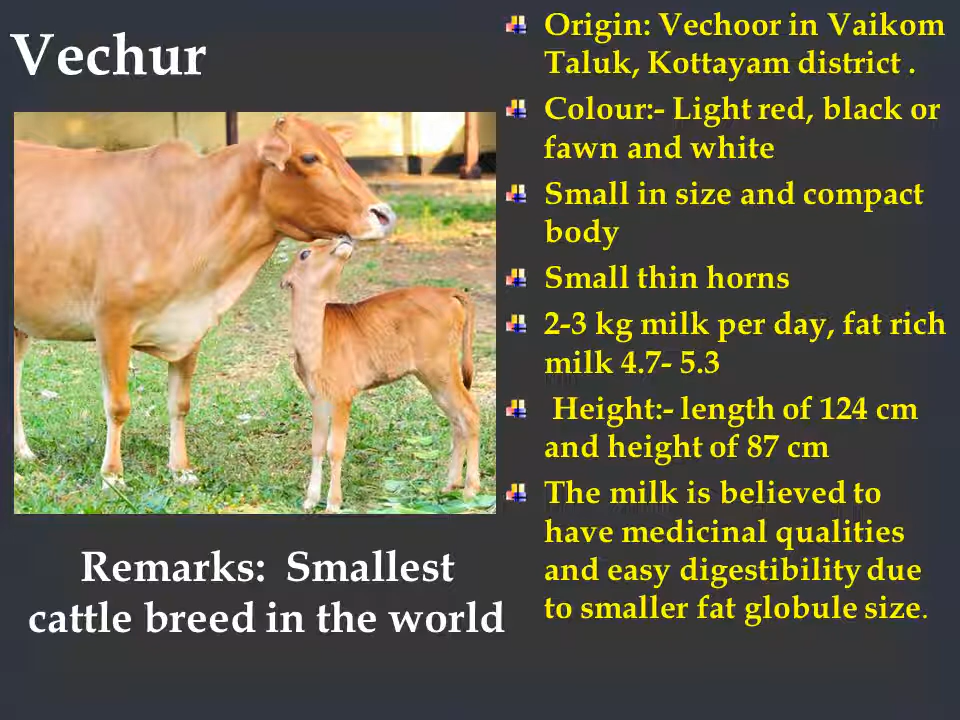 Vechur
Remarks:  Smallest
cattle breed in the world
Origin: Vechoor in Vaikom
Taluk, Kottayam district .
Colour:- Light red, black or
fawn and white
Small in size and compact
body
Small thin horns
2-3 kg milk per day, fat rich
milk 4.7- 5.3
Height:- length of 124 cm
and height of 87 cm
The milk is believed to
have medicinal qualities
and easy digestibility due
to smaller fat globule size.